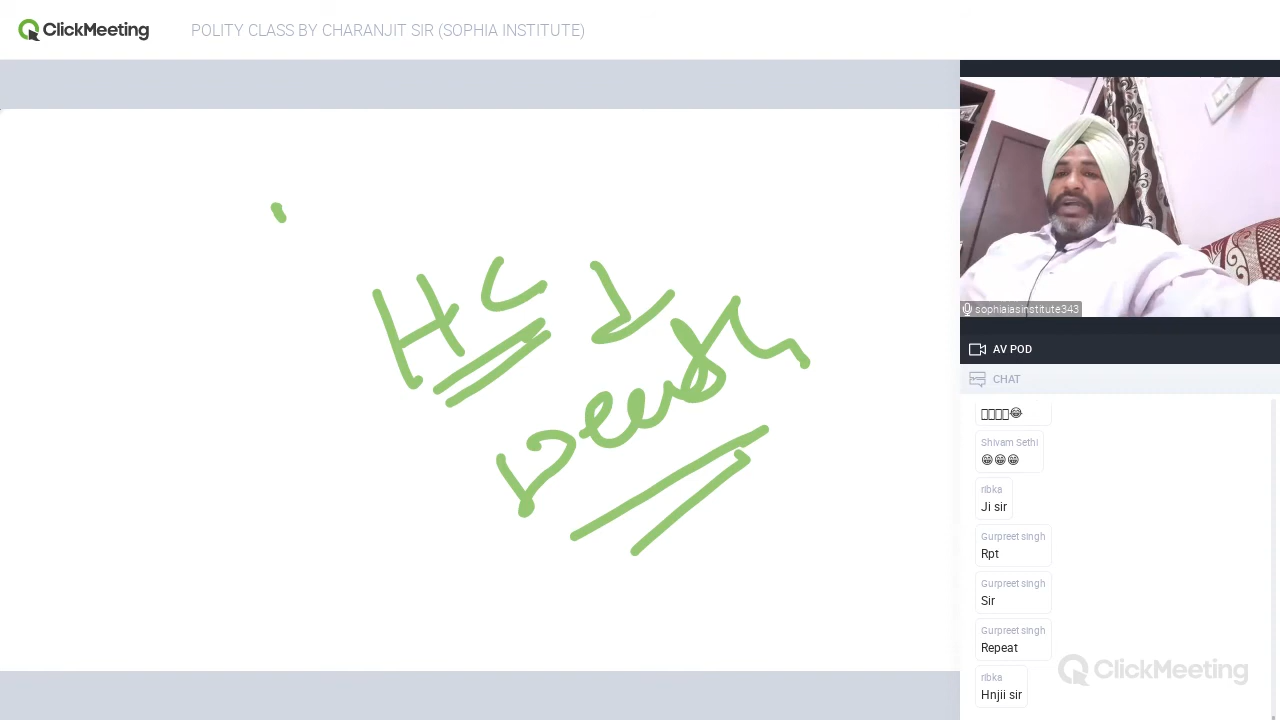 ClickMeeting
POLITY CLASS BY CHARANJIT SIR (SOPHIA INSTITUTE)
HC
sophiaiasinstitute343
AV POD
CHAT
😂
Shivam Sethi
😁😁😁
ribka
Ji sir
Gurpreet singh
Rpt
Gurpreet singh
Sir
Gurpreet singh
Repeat
ribka
Hnjii sir
ClickMeeting